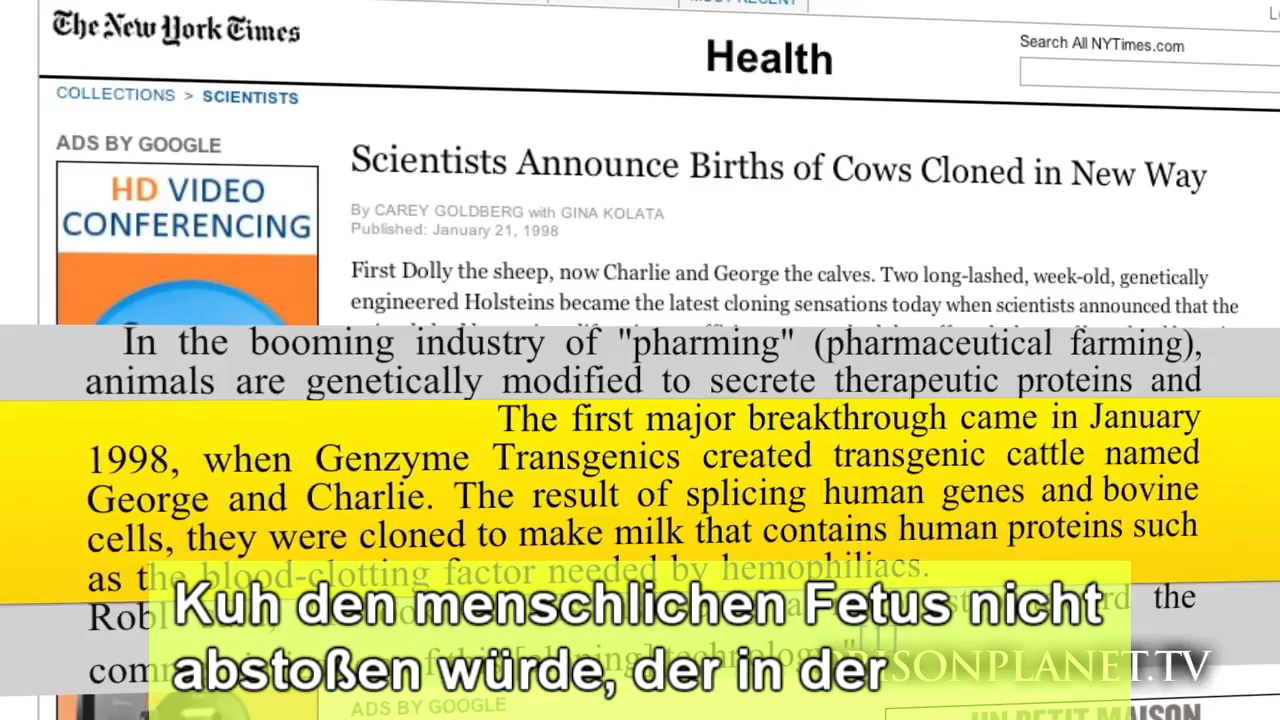 The New York Times
Health
Search All NYTimes.com
COLLECTIONS > SCIENTISTS
ADS BY GOOGLE
HD VIDEO
CONFERENCING
Scientists Announce Births of Cows Cloned in New Way
By CAREY GOLDBERG with GINA KOLATA
Published: January 21, 1998
First Dolly the sheep, now Charlie and George the calves. Two long-lashed, week-old, genetically
engineered Holsteins became the latest cloning sensations today when scientists announced that the
In the booming industry of "pharming" (pharmaceutical farming),
animals are genetically modified to secrete therapeutic proteins and
The first major breakthrough came in January
1998, when Genzyme Transgenics created transgenic cattle named
George and Charlie. The result of splicing human genes and bovine
cells, they were cloned to make milk that contains human proteins such
as the blood-clotting factor needed by hemophiliacs.
the
Kuh den menschlichen Fetus nicht
abstoßen würde, der in der
PRISONPLANET.TV
ADS BY GOOGLE
UN PETIT MAISON